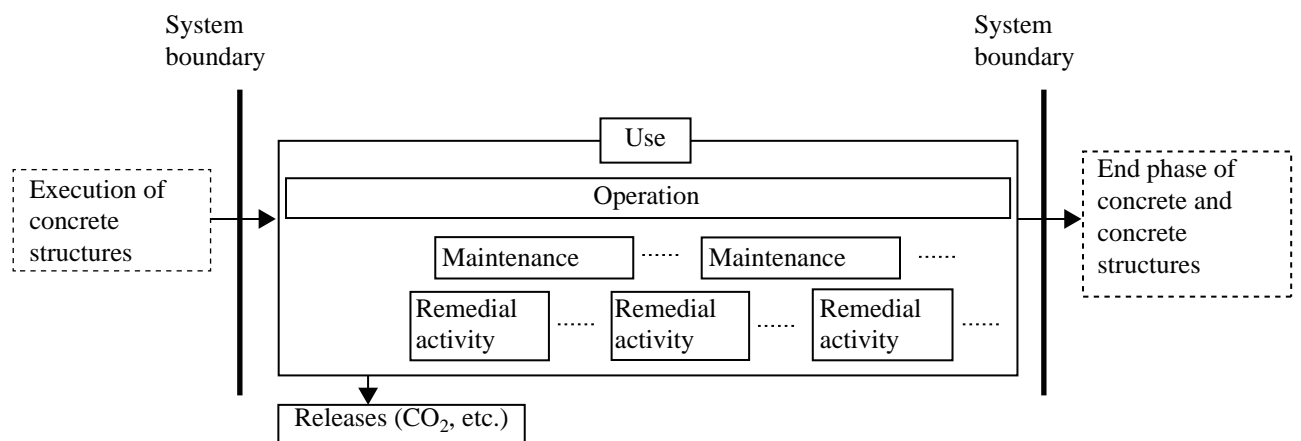 System
boundary
System
boundary
Use
Execution of
concrete
structures
Operation
End phase of
concrete and
concrete
structures
Maintenance ...... Maintenance ......
Remedial
activity
......
Remedial
activity
......
Remedial
activity
......
Releases (CO₂, etc.)